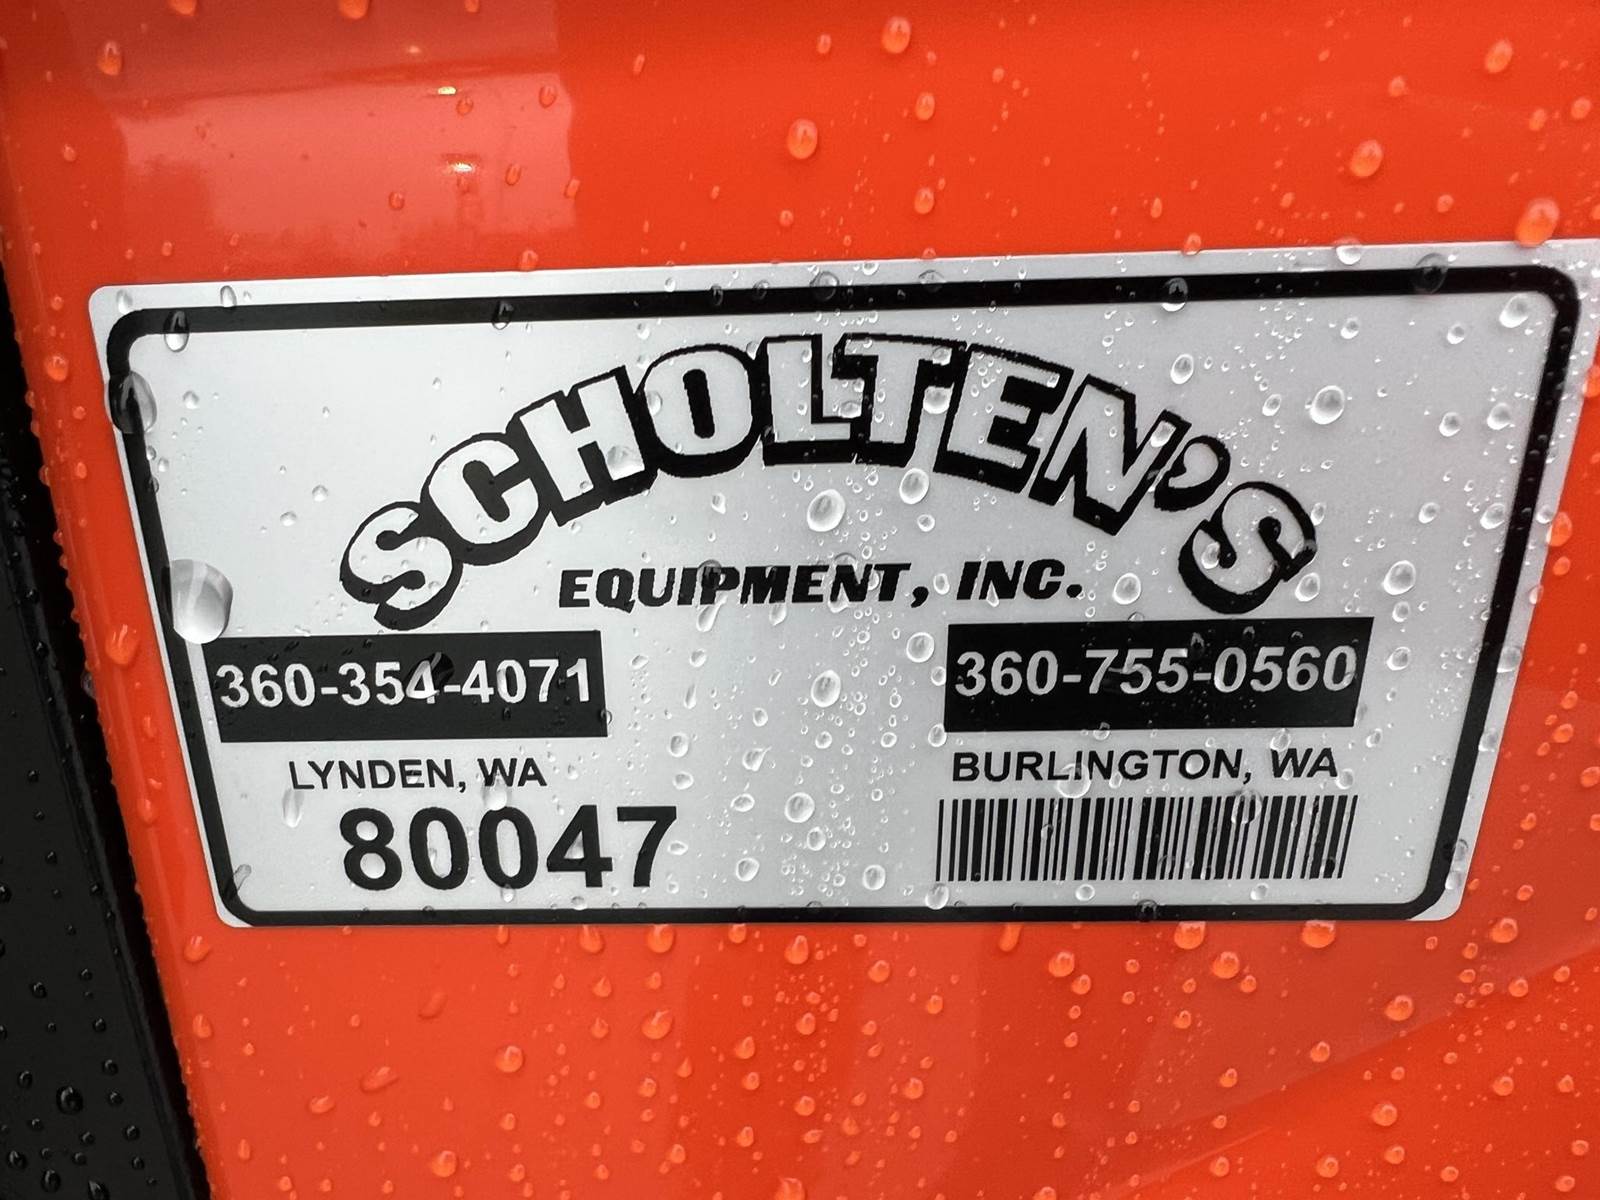 SCHOLTEN'S
EQUIPMENT, INC.
360-354-4071
LYNDEN, WA
80047
360-755-0560
BURLINGTON, WA